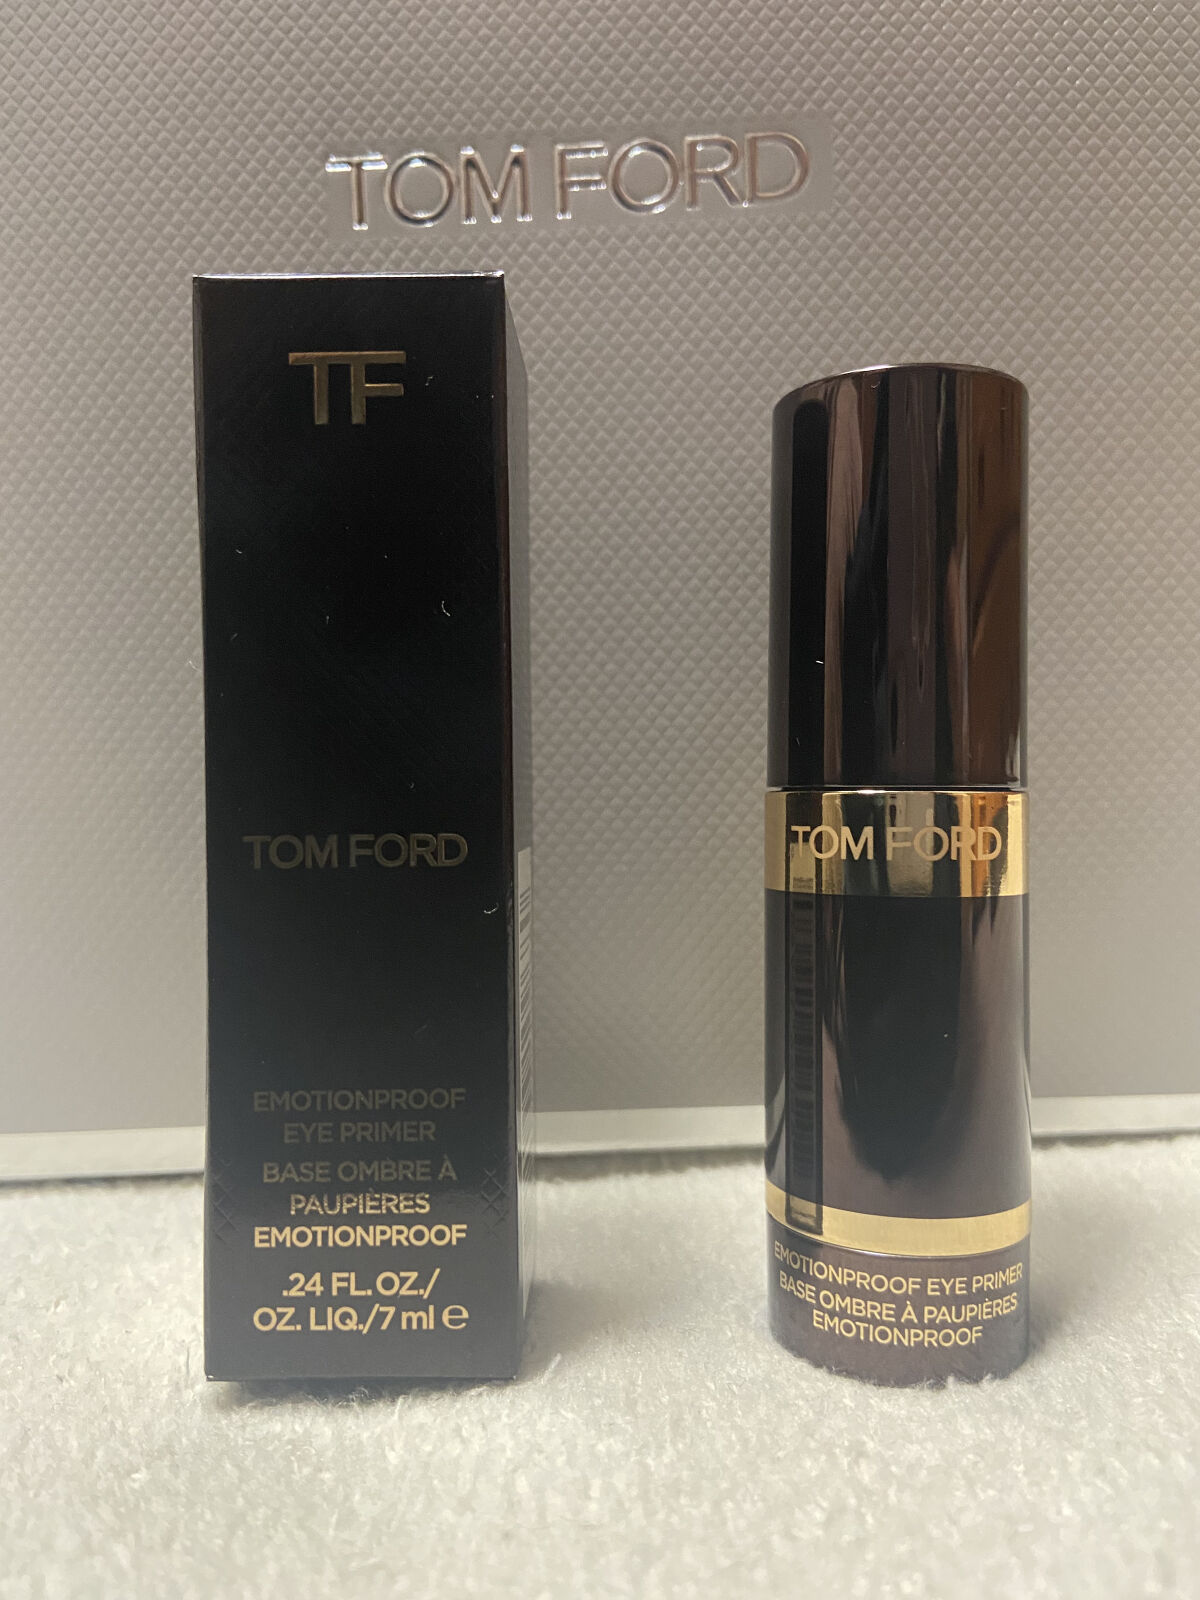 TOM FORD
TF
TOM FORD
EMOTIONPROOF
EYE PRIMER
BASE OMBRE À
PAUPIÈRES
EMOTIONPROOF
.24 FL. OZ./
OZ. LIQ./7 ml e
TOM FORD
EMOTIONPROOF EYE PRIMER
BASE OMBRE À PAUPIÈRES
EMOTIONPROOF